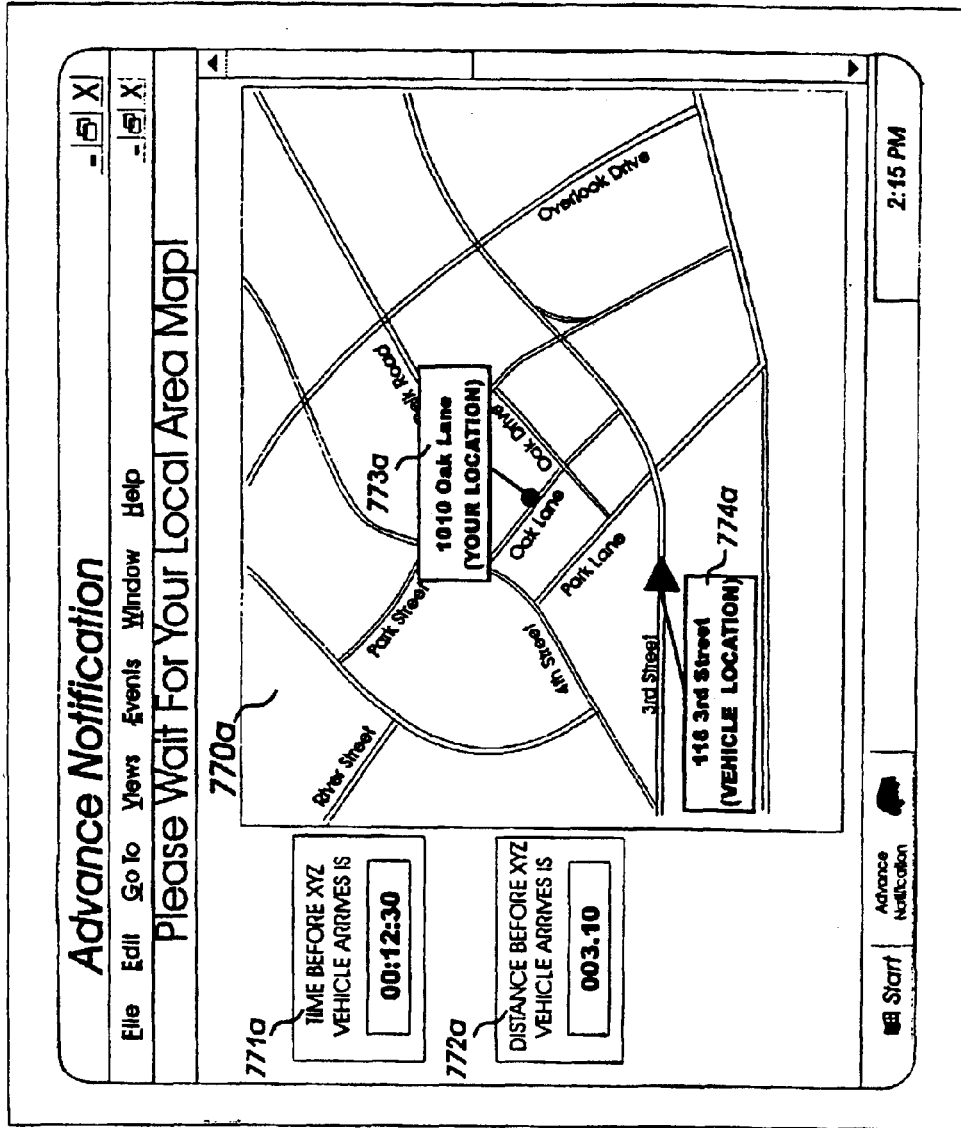 Advance Notification
- X
File Edit Go To Views Events Window Help
- X
Please Wait For Your Local Area Map!
770a
771a
TIME BEFORE XYZ
VEHICLE ARRIVES IS
00:12:30
772a
DISTANCE BEFORE XYZ
VEHICLE ARRIVES IS
003.10
River Street
Park Street
4th Street
773a
1010 Oak Lane
(YOUR LOCATION)
Road
Oak Drive
Oak Lane
Park Lane
Overlook Drive
3rd Street
116 3rd Street
(VEHICLE LOCATION)
774a
Start
Advance
Notification
2:15 PM